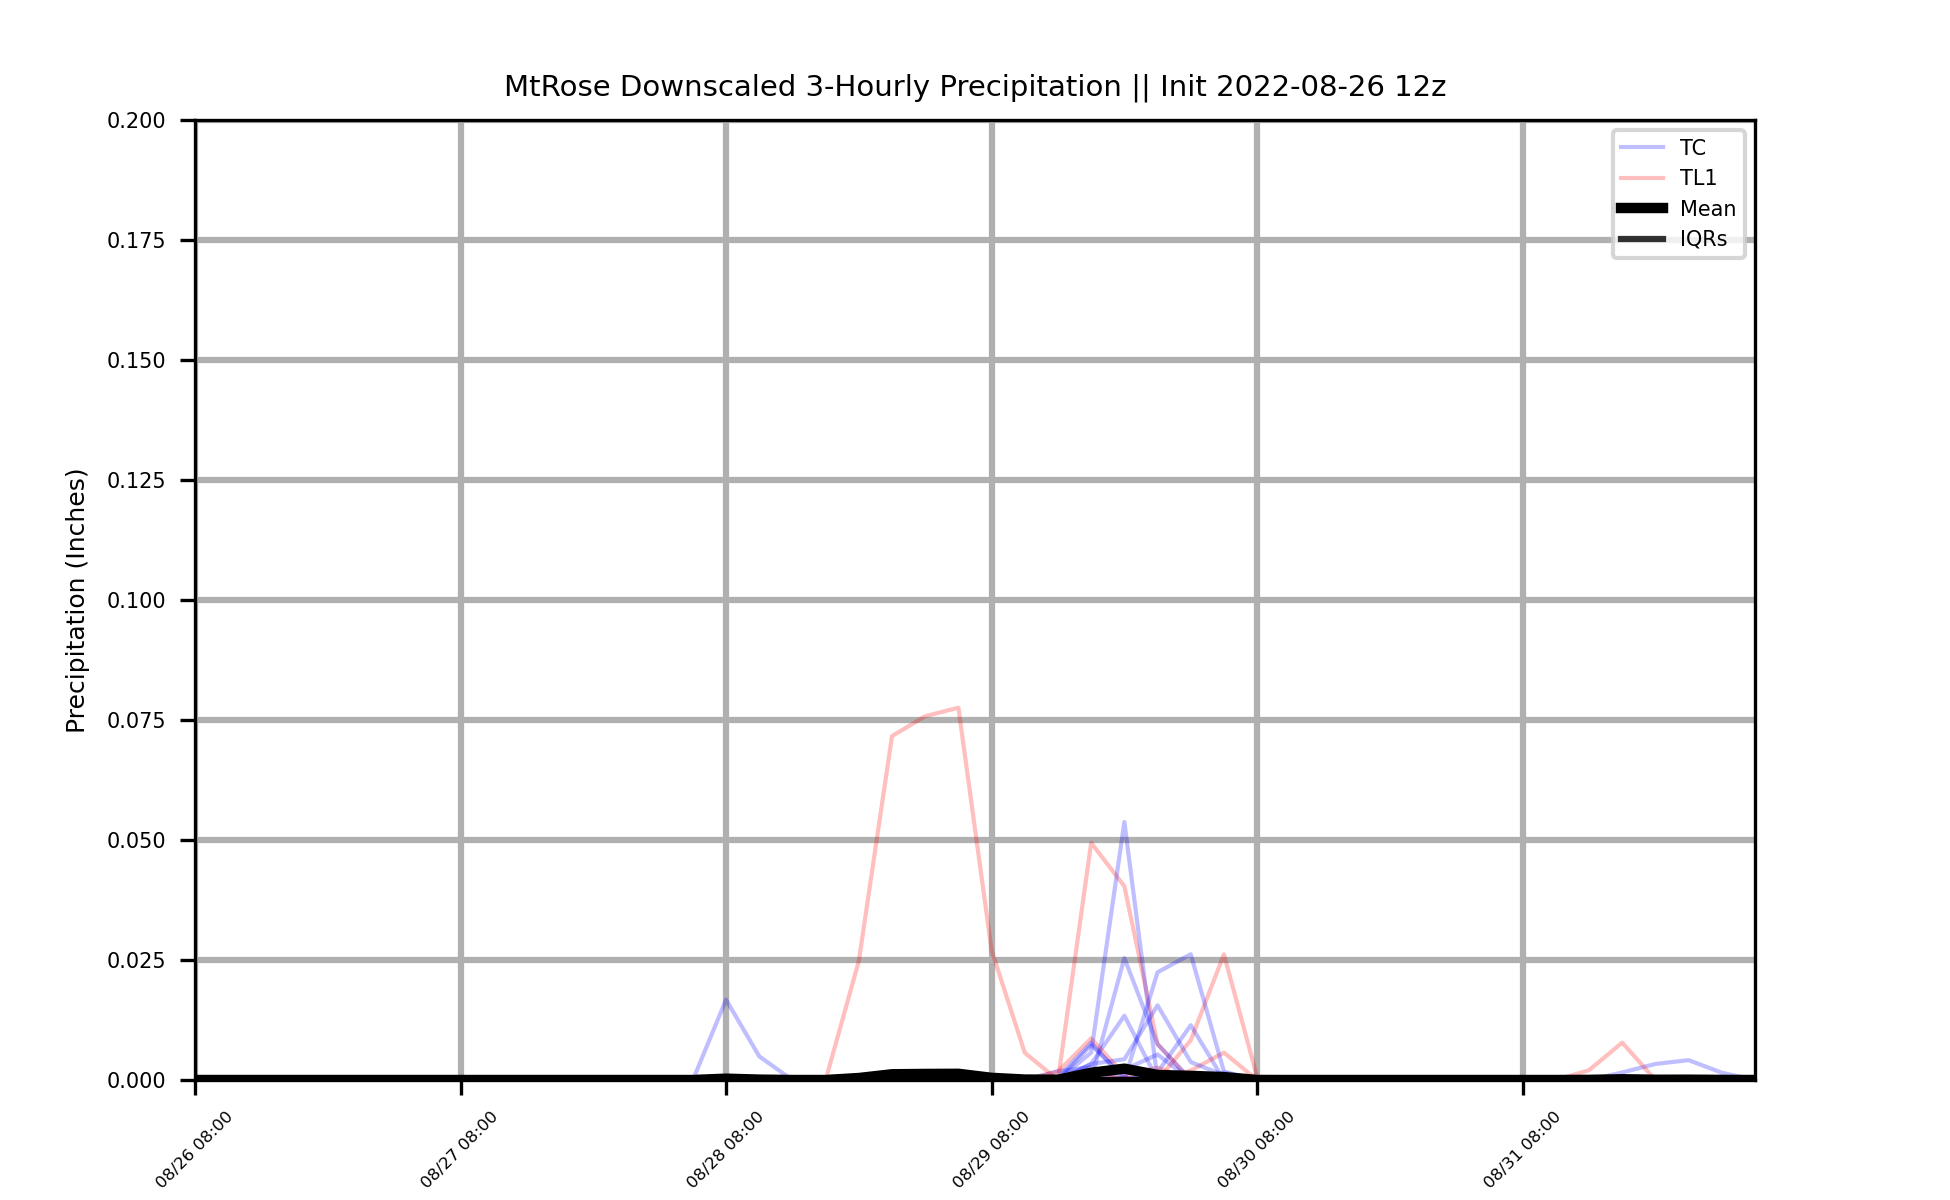 MtRose Downscaled 3-Hourly Precipitation || Init 2022-08-26 12z
TC
TL1
Mean
IQRs
Precipitation (Inches)
0.200
0.175
0.150
0.125
0.100
0.075
0.050
0.025
0.000
08/26 08:00
08/27 08:00
08/28 08:00
08/29 08:00
08/30 08:00
08/31 08:00